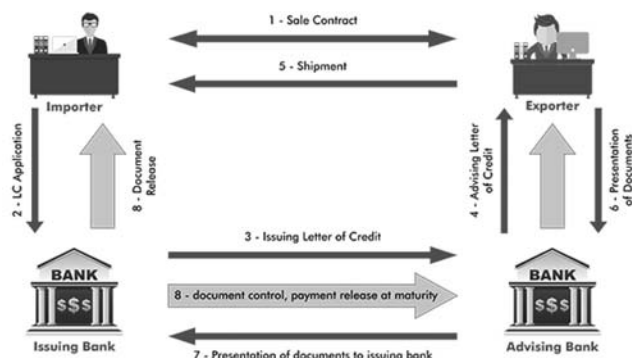 1 - Sale Contract
5 - Shipment
Importer
Exporter
2 - LC Application
8 - Document
Release
4 - Advising Letter
of Credit
6 - Presentation
of Documents
3 - Issuing Letter of Credit
BANK
$$$
8 - document control, payment release at maturity
BANK
$$$
Issuing Bank
Advising Bank
7 - Presentation of documents to issuing bank